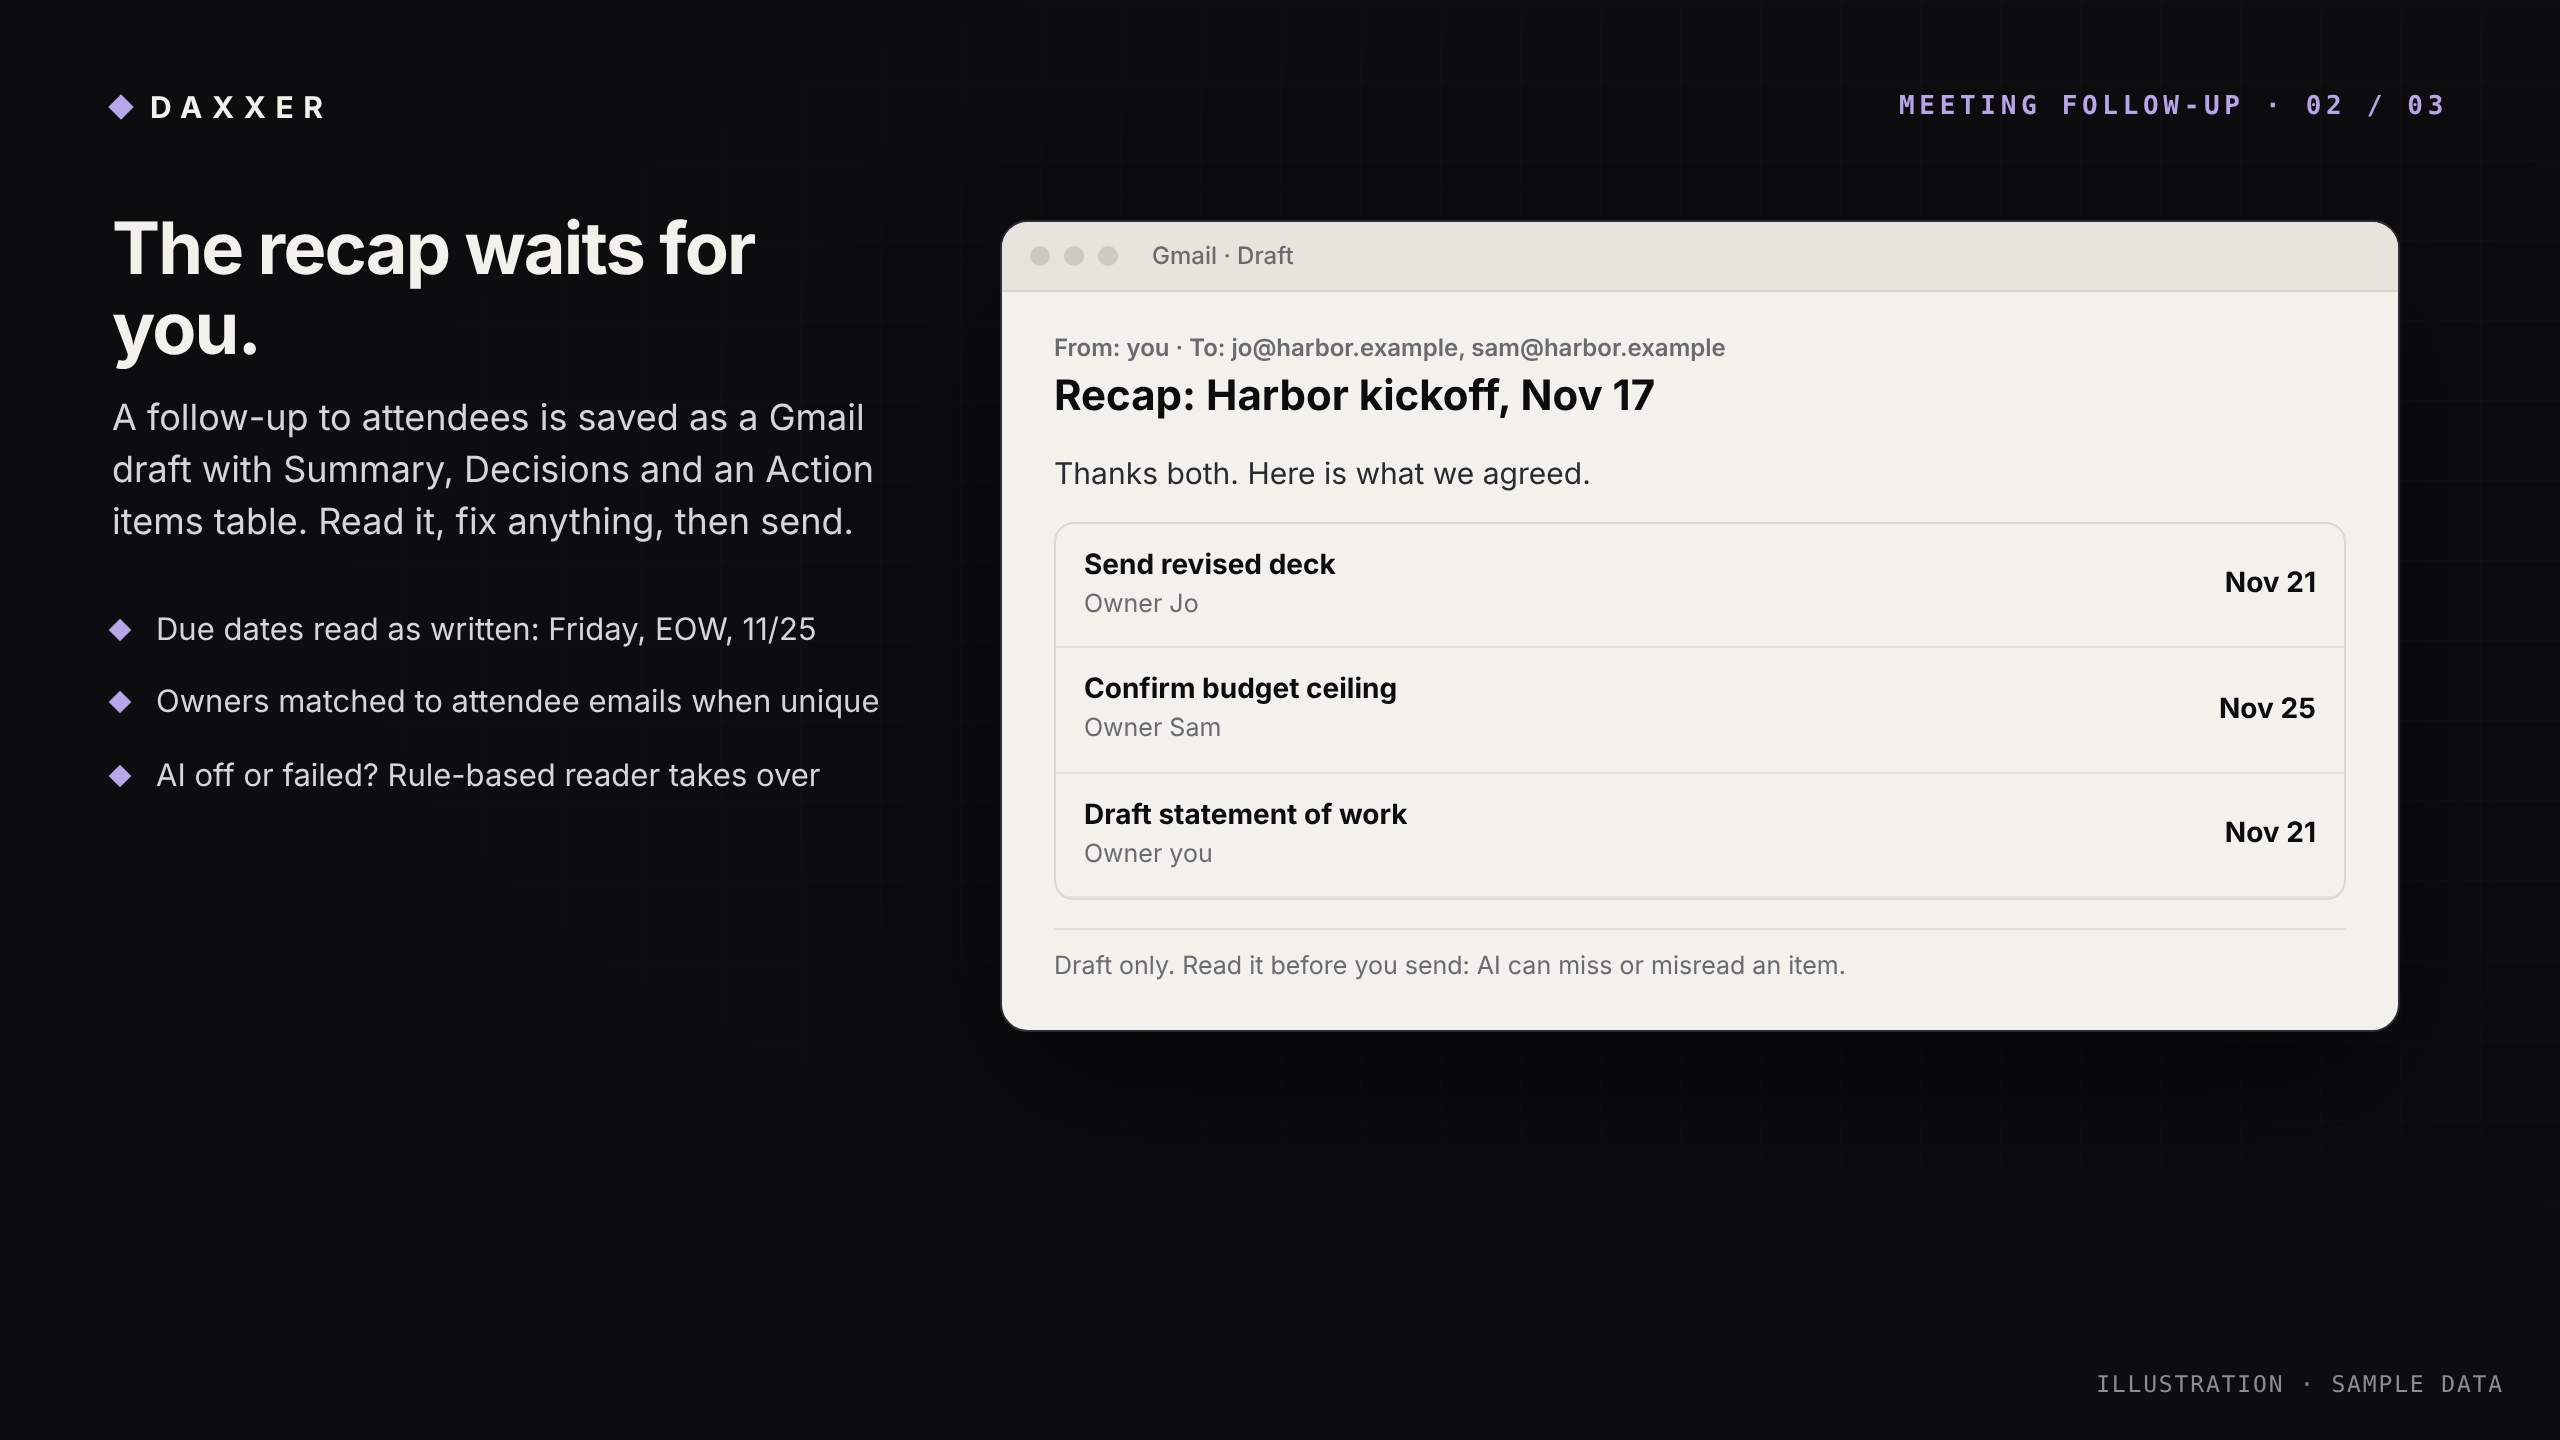 DAXXER
MEETING FOLLOW-UP · 02 / 03
The recap waits for
you.
A follow-up to attendees is saved as a Gmail
draft with Summary, Decisions and an Action
items table. Read it, fix anything, then send.
Due dates read as written: Friday, EOW, 11/25
Owners matched to attendee emails when unique
AI off or failed? Rule-based reader takes over
Gmail · Draft
From: you · To: jo@harbor.example, sam@harbor.example
Recap: Harbor kickoff, Nov 17
Thanks both. Here is what we agreed.
Send revised deck
Owner Jo
Nov 21
Confirm budget ceiling
Owner Sam
Nov 25
Draft statement of work
Owner you
Nov 21
Draft only. Read it before you send: AI can miss or misread an item.
ILLUSTRATION · SAMPLE DATA